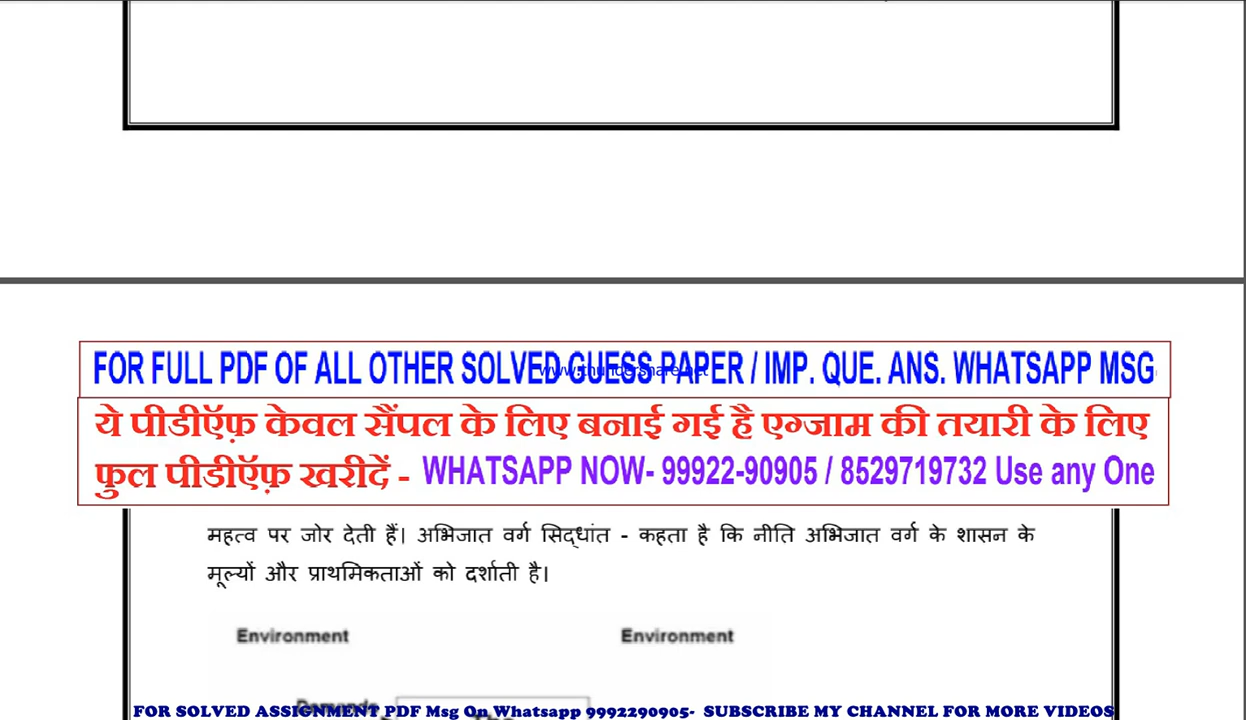 FOR FULL PDF OF ALL OTHER SOLVED GUESS PAPER / IMP. QUE. ANS. WHATSAPP MSG
www.thundershare.net
ये पीडीऍफ़ केवल सैंपल के लिए बनाई गई है एग्जाम की तयारी के लिए
फुल पीडीऍफ़ खरीदें - WHATSAPP NOW- 99922-90905 / 8529719732 Use any One
महत्व पर जोर देती हैं। अभिजात वर्ग सिद्धांत - कहता है कि नीति अभिजात वर्ग के शासन के
मूल्यों और प्राथमिकताओं को दर्शाती है।
Environment Environment
FOR SOLVED ASSIGNMENT PDF Msg On Whatsapp 9992290905- SUBSCRIBE MY CHANNEL FOR MORE VIDEOS